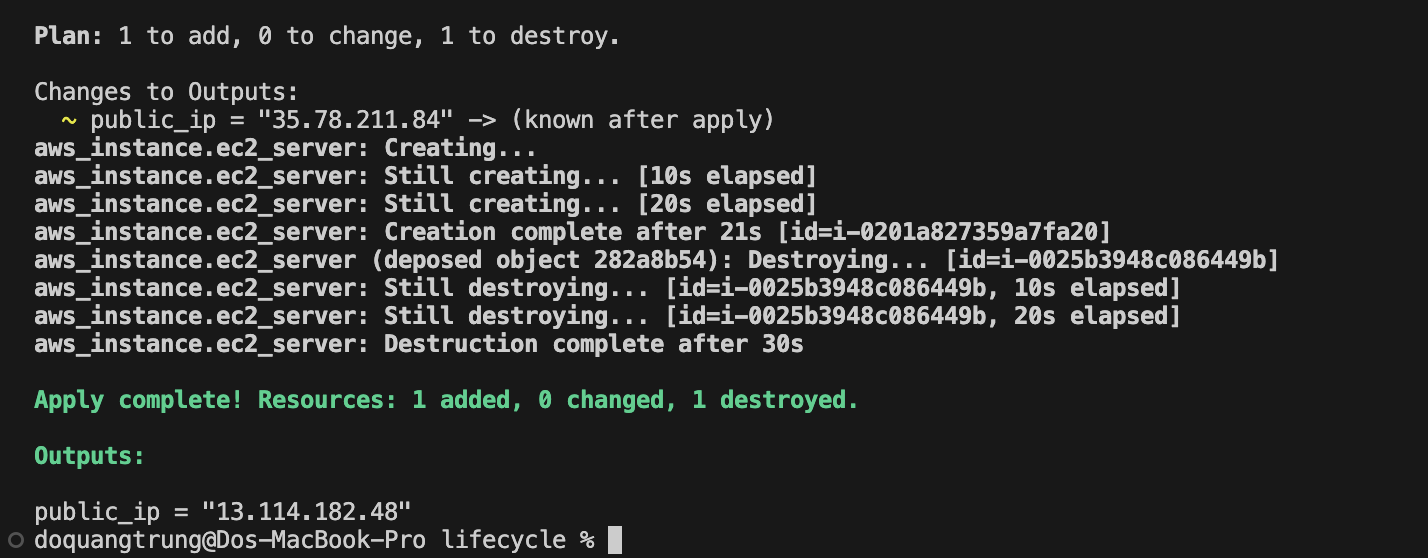 Plan: 1 to add, 0 to change, 1 to destroy.
Changes to Outputs:
~ public_ip = "35.78.211.84" -> (known after apply)
aws_instance.ec2_server: Creating...
aws_instance.ec2_server: Still creating... [10s elapsed]
aws_instance.ec2_server: Still creating... [20s elapsed]
aws_instance.ec2_server: Creation complete after 21s [id=i-0201a827359a7fa20]
aws_instance.ec2_server (deposed object 282a8b54): Destroying... [id=i-0025b3948c086449b]
aws_instance.ec2_server: Still destroying... [id=i-0025b3948c086449b, 10s elapsed]
aws_instance.ec2_server: Still destroying... [id=i-0025b3948c086449b, 20s elapsed]
aws_instance.ec2_server: Destruction complete after 30s
Apply complete! Resources: 1 added, 0 changed, 1 destroyed.
Outputs:
public_ip = "13.114.182.48"
doquangtrung@Dos-MacBook-Pro lifecycle %